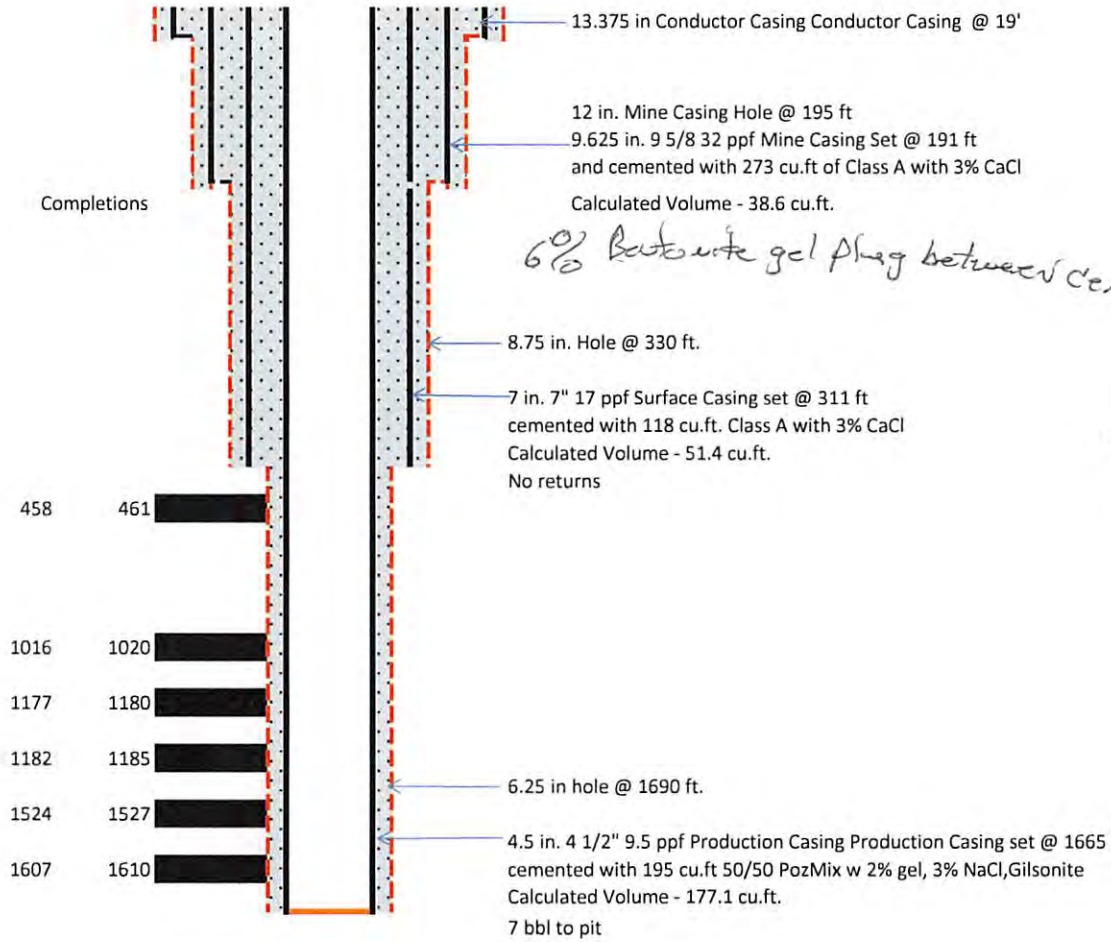 13.375 in Conductor Casing Conductor Casing @ 19'
12 in. Mine Casing Hole @ 195 ft
9.625 in. 9 5/8 32 ppf Mine Casing Set @ 191 ft
and cemented with 273 cu.ft of Class A with 3% CaCl
Completions
Calculated Volume - 38.6 cu.ft.
6% gel plug between
8.75 in. Hole @ 330 ft.
7 in. 7" 17 ppf Surface Casing set @ 311 ft
cemented with 118 cu.ft. Class A with 3% CaCl
Calculated Volume - 51.4 cu.ft.
No returns
458 461
1016 1020
1177 1180
1182 1185
1524 1527
1607 1610
6.25 in hole @ 1690 ft.
4.5 in. 4 1/2" 9.5 ppf Production Casing Production Casing set @ 1665
cemented with 195 cu.ft 50/50 PozMix w 2% gel, 3% NaCl,Gilsonite
Calculated Volume - 177.1 cu.ft.
7 bbl to pit